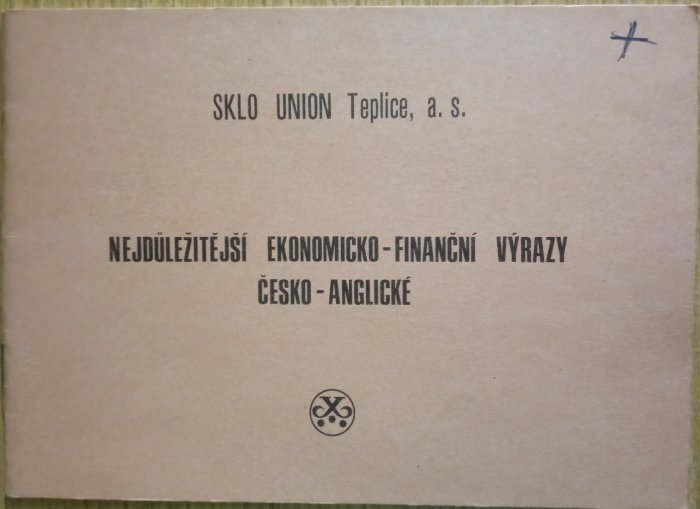 SKLO UNION Teplice, a. s.
NEJDŮLEŽITĚJŠÍ EKONOMICKO-FINANČNÍ VÝRAZY
ČESKO-ANGLICKÉ